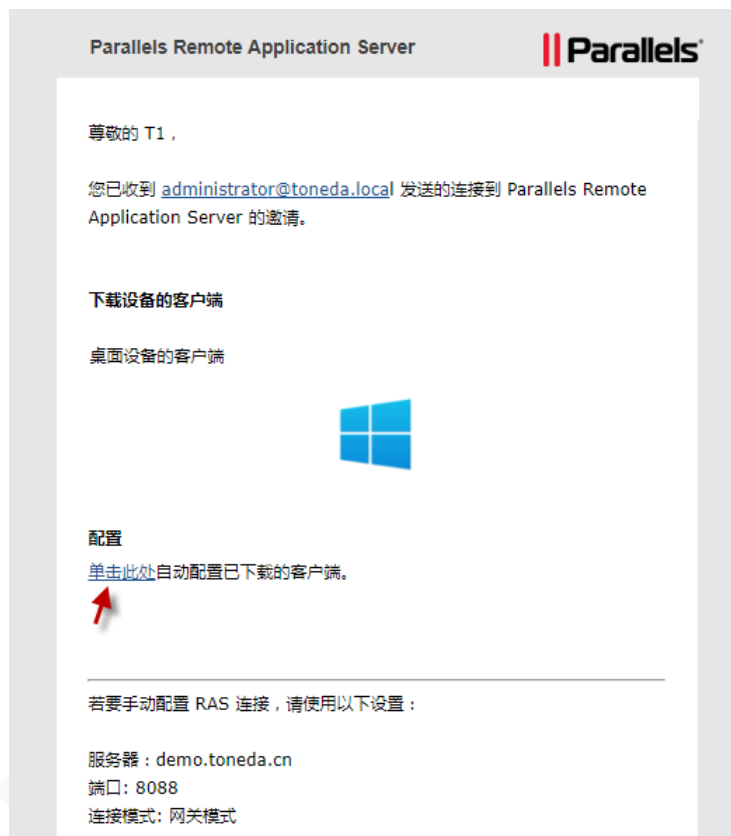 Parallels Remote Application Server
Parallels
尊敬的 T1，
您已收到 administrator@toneda.local 发送的连接到 Parallels Remote
Application Server 的邀请。
下载设备的客户端
桌面设备的客户端
配置
单击此处自动配置已下载的客户端。
若要手动配置 RAS 连接，请使用以下设置：
服务器：demo.toneda.cn
端口: 8088
连接模式: 网关模式